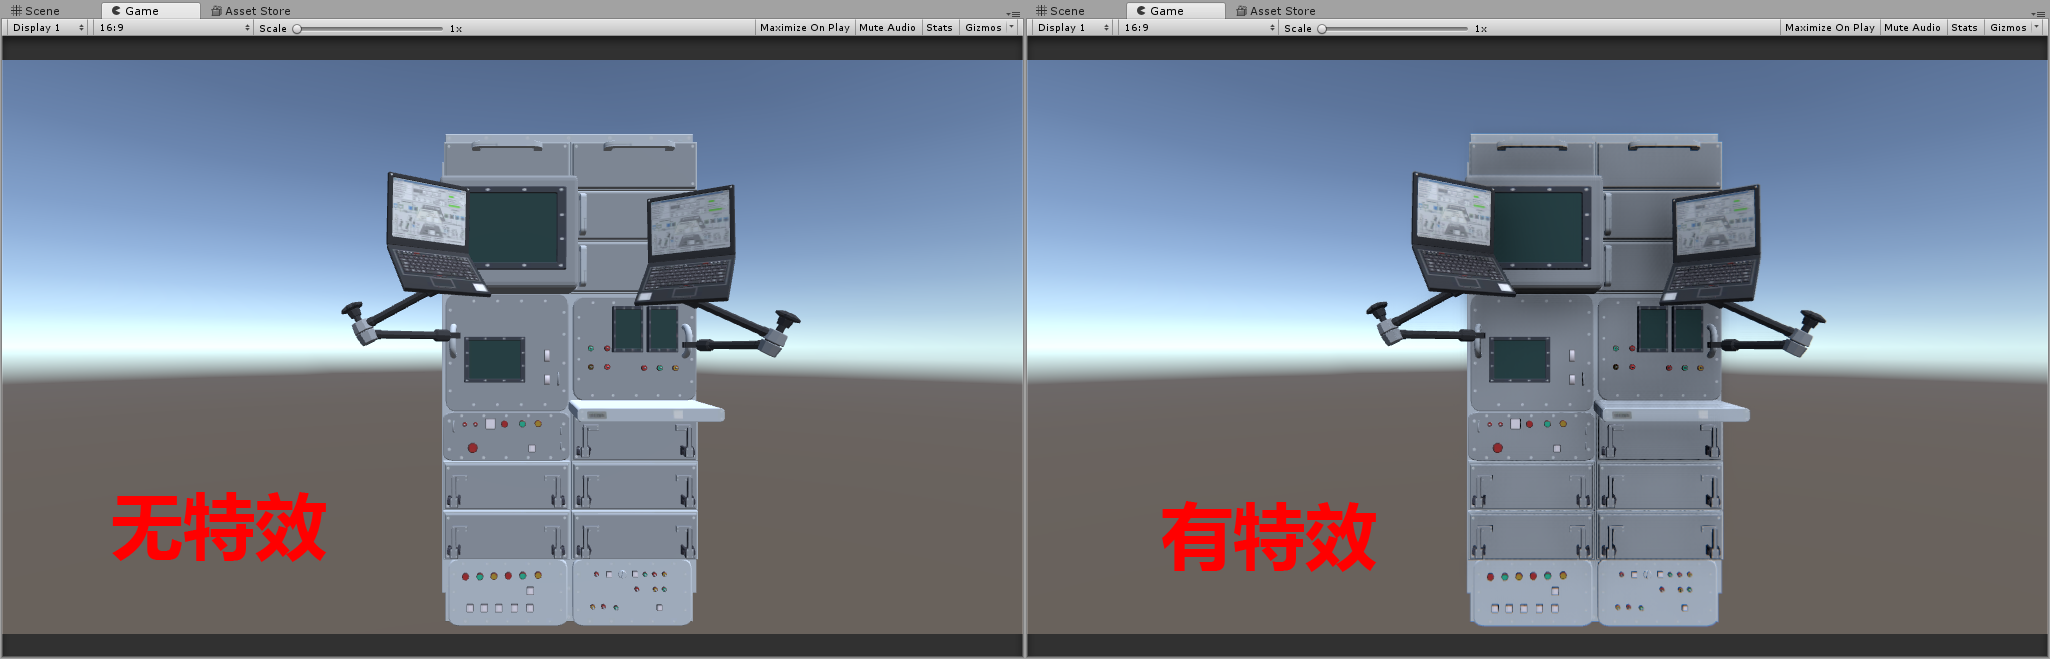 Scene Game Asset Store
Display 1 16:9 Scale 1x Maximize On Play Mute Audio Stats Gizmos
无特效
Scene Game Asset Store
Display 1 16:9 Scale 1x Maximize On Play Mute Audio Stats Gizmos
有特效